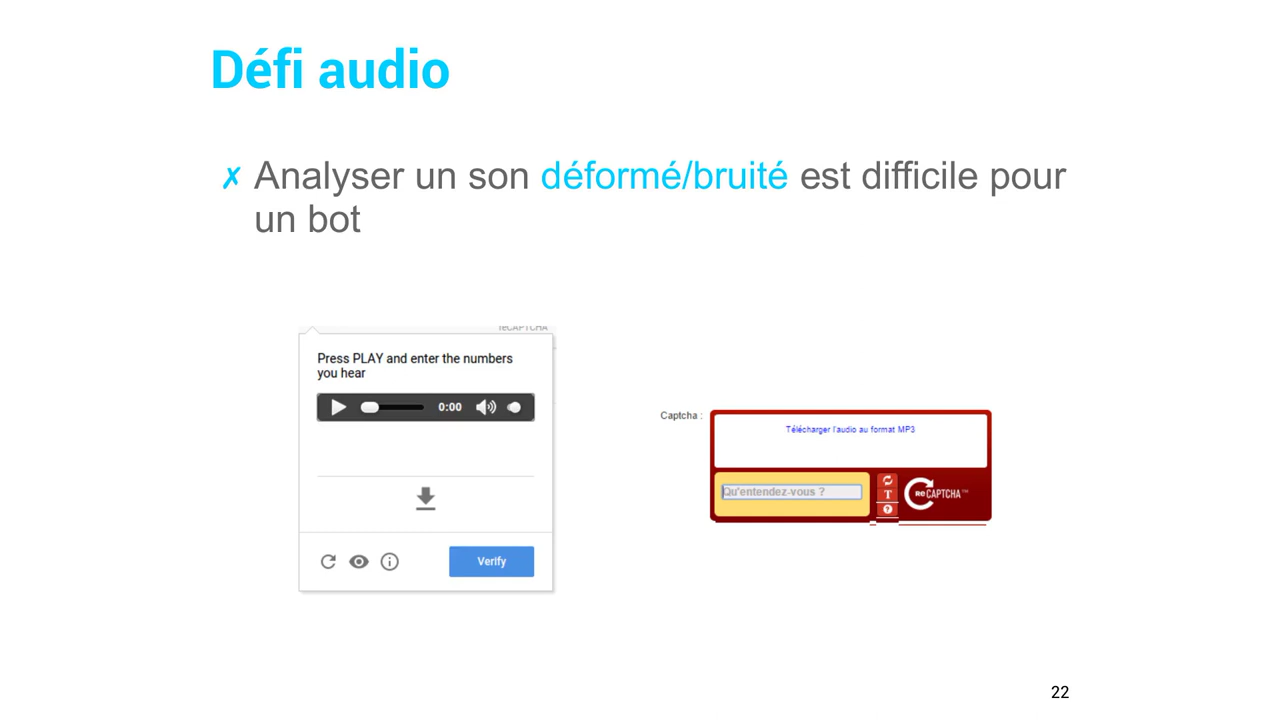 Défi audio
✗ Analyser un son déformé/bruité est difficile pour
un bot
reCAPTCHA
Press PLAY and enter the numbers
you hear
0:00
Verify
Captcha :
Télécharger l'audio au format MP3
Qu'entendez-vous ?
T
?
reCAPTCHA™
22